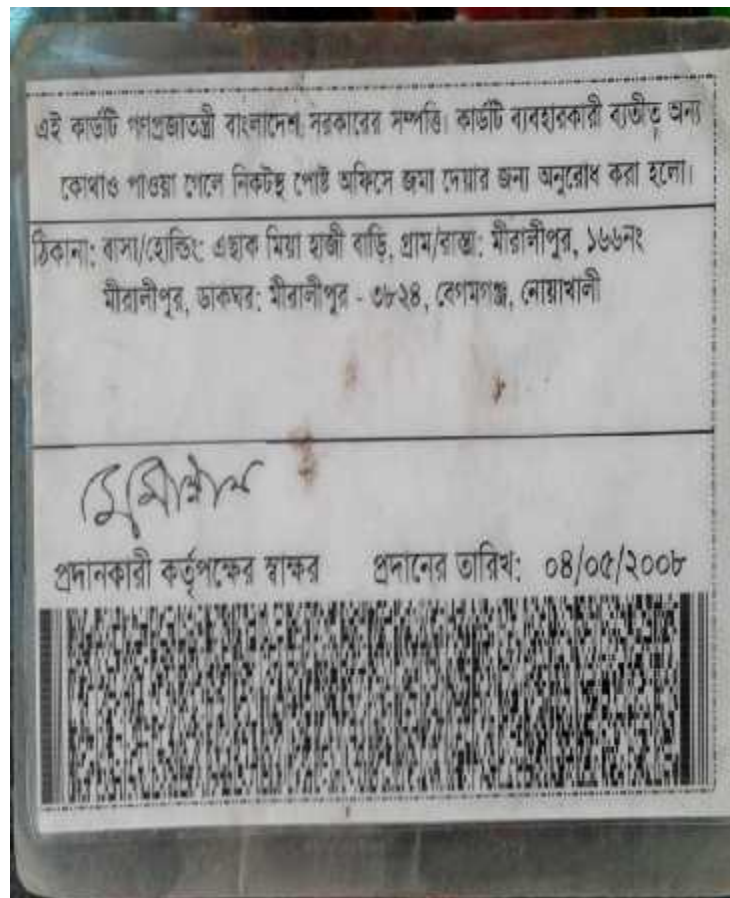 এই কার্ডটি গণপ্রজাতন্ত্রী বাংলাদেশ সরকারের সম্পত্তি। কার্ডটি ব্যবহারকারী ব্যতীত অন্য
কোথাও পাওয়া গেলে নিকটস্থ পোষ্ট অফিসে জমা দেয়ার জন্য অনুরোধ করা হলো।
ঠিকানা: বাসা/হোল্ডিং: এছাক মিয়া হাজী বাড়ি, গ্রাম/রাস্তা: মীরালীপুর, ১৬৬নং
মীরালীপুর, ডাকঘর: মীরালীপুর - ৩৮২৪, বেগমগঞ্জ, নোয়াখালী
প্রদানকারী কর্তৃপক্ষের স্বাক্ষর প্রদানের তারিখ: ০৪/০৫/২০০৮